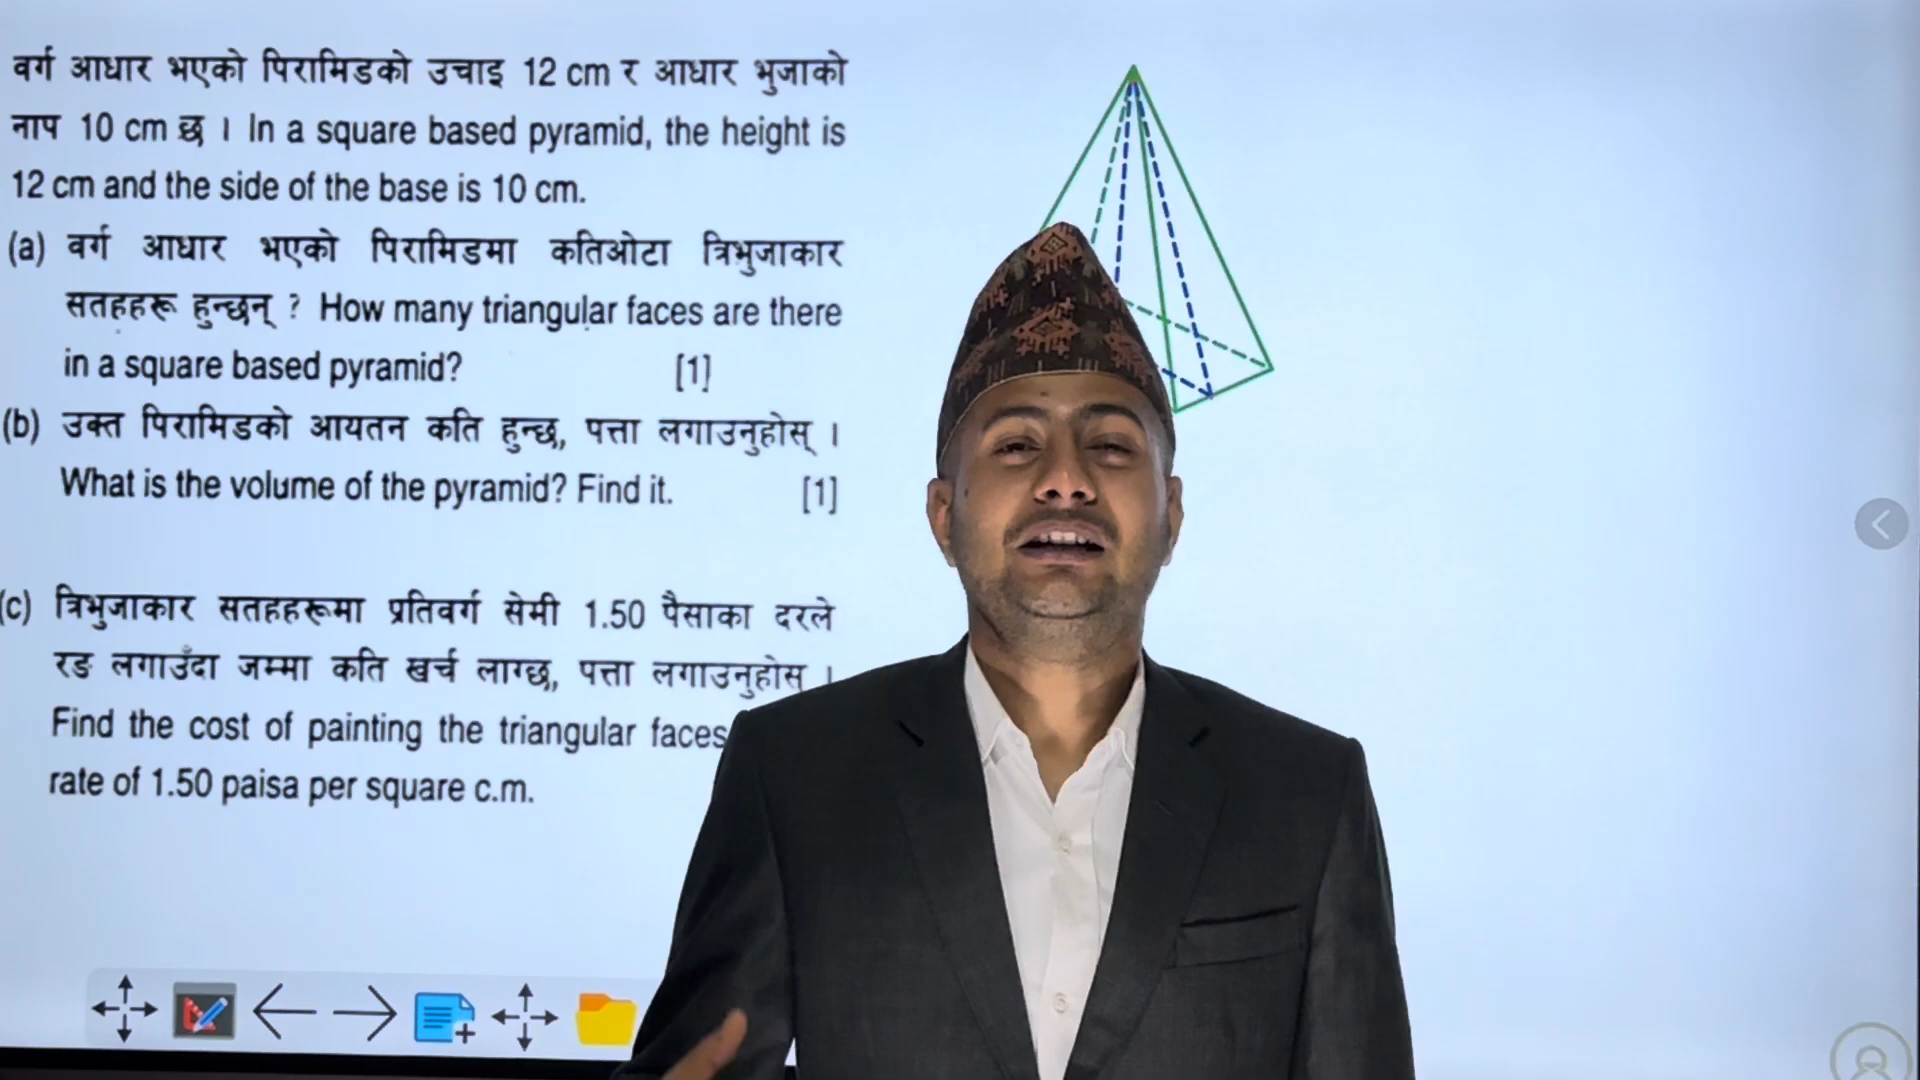 वर्ग आधार भएको पिरामिडको उचाइ 12 cm र आधार भुजाको
नाप 10 cm छ । In a square based pyramid, the height is
12 cm and the side of the base is 10 cm.
(a) वर्ग आधार भएको पिरामिडमा कतिओटा त्रिभुजाकार
सतहहरू हुन्छन् ? How many triangular faces are there
in a square based pyramid? [1]
(b) उक्त पिरामिडको आयतन कति हुन्छ, पत्ता लगाउनुहोस् ।
What is the volume of the pyramid? Find it. [1]
(c) त्रिभुजाकार सतहहरूमा प्रतिवर्ग सेमी 1.50 पैसाका दरले
रङ लगाउँदा जम्मा कति खर्च लाग्छ, पत्ता लगाउनुहोस् ।
Find the cost of painting the triangular faces
rate of 1.50 paisa per square c.m.